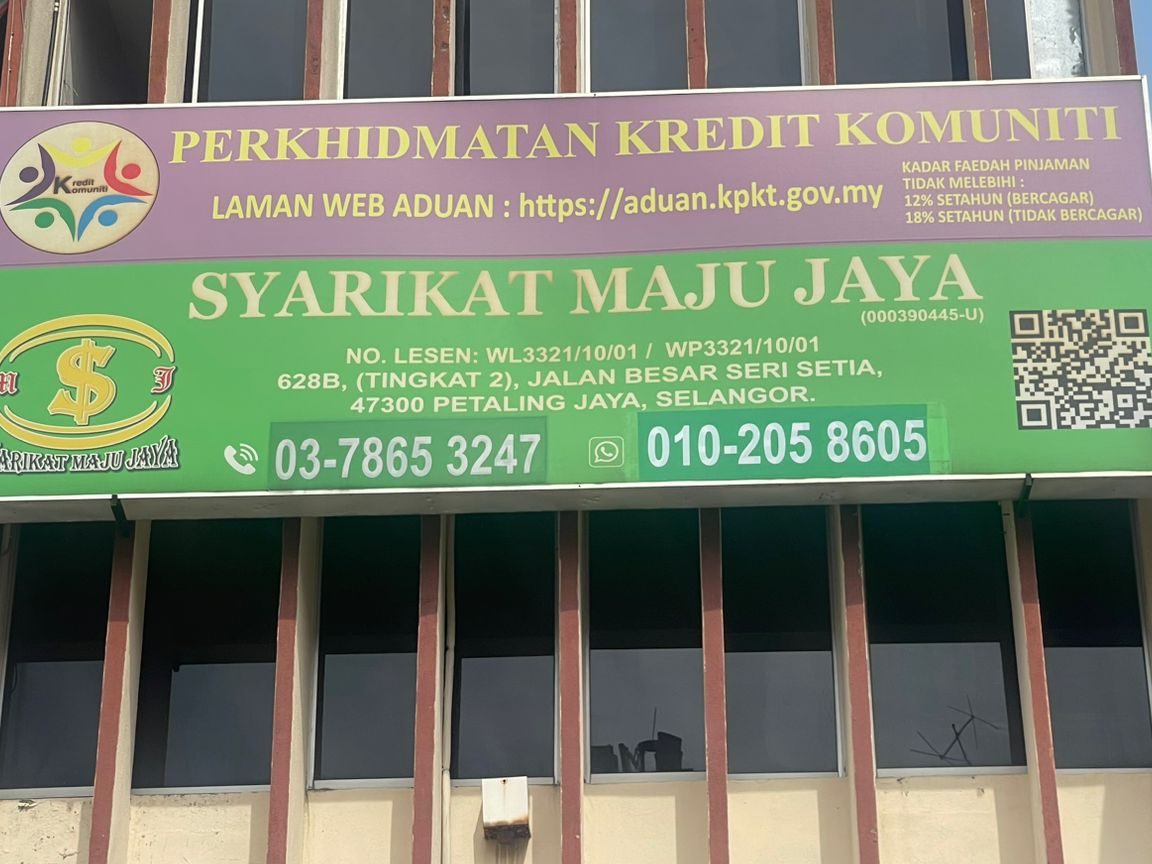 PERKHIDMATAN KREDIT KOMUNITI
Kredit
Komuniti
LAMAN WEB ADUAN : https://aduan.kpkt.gov.my
KADAR FAEDAH PINJAMAN
TIDAK MELEBIHI :
12% SETAHUN (BERCAGAR)
18% SETAHUN (TIDAK BERCAGAR)
SYARIKAT MAJU JAYA
(000390445-U)
NO. LESEN: WL3321/10/01 / WP3321/10/01
628B, (TINGKAT 2), JALAN BESAR SERI SETIA,
47300 PETALING JAYA, SELANGOR.
M $ J
ARIKAT MAJU JAYA
03-7865 3247
010-205 8605